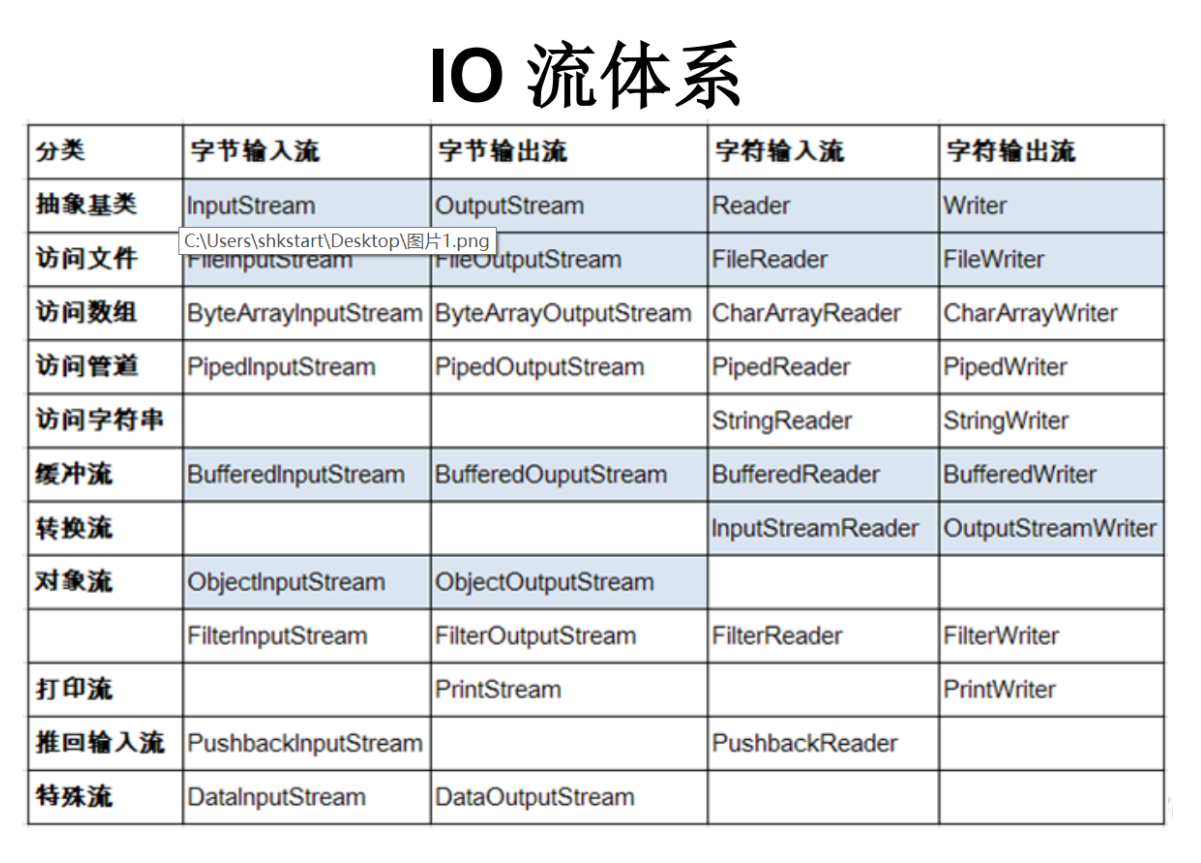 IO 流体系
分类 字节输入流 字节输出流 字符输入流 字符输出流
抽象基类 InputStream OutputStream Reader Writer
C:\Users\shkstart\Desktop\图片1.png
访问文件 FileInputStream FileOutputStream FileReader FileWriter
访问数组 ByteArrayInputStream ByteArrayOutputStream CharArrayReader CharArrayWriter
访问管道 PipedInputStream PipedOutputStream PipedReader PipedWriter
访问字符串 StringReader StringWriter
缓冲流 BufferedInputStream BufferedOuputStream BufferedReader BufferedWriter
转换流 InputStreamReader OutputStreamWriter
对象流 ObjectInputStream ObjectOutputStream
FilterInputStream FilterOutputStream FilterReader FilterWriter
打印流 PrintStream PrintWriter
推回输入流 PushbackInputStream PushbackReader
特殊流 DataInputStream DataOutputStream